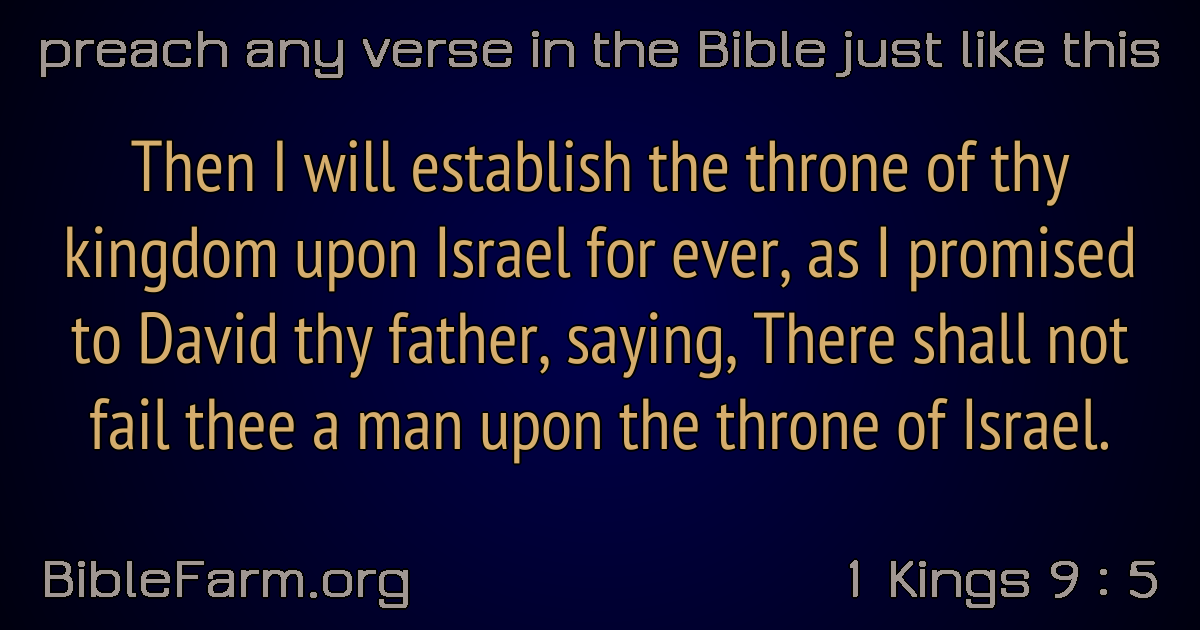 preach any verse in the Bible just like this
Then I will establish the throne of thy
kingdom upon Israel for ever, as I promised
to David thy father, saying, There shall not
fail thee a man upon the throne of Israel.
BibleFarm.org
1 Kings 9 : 5